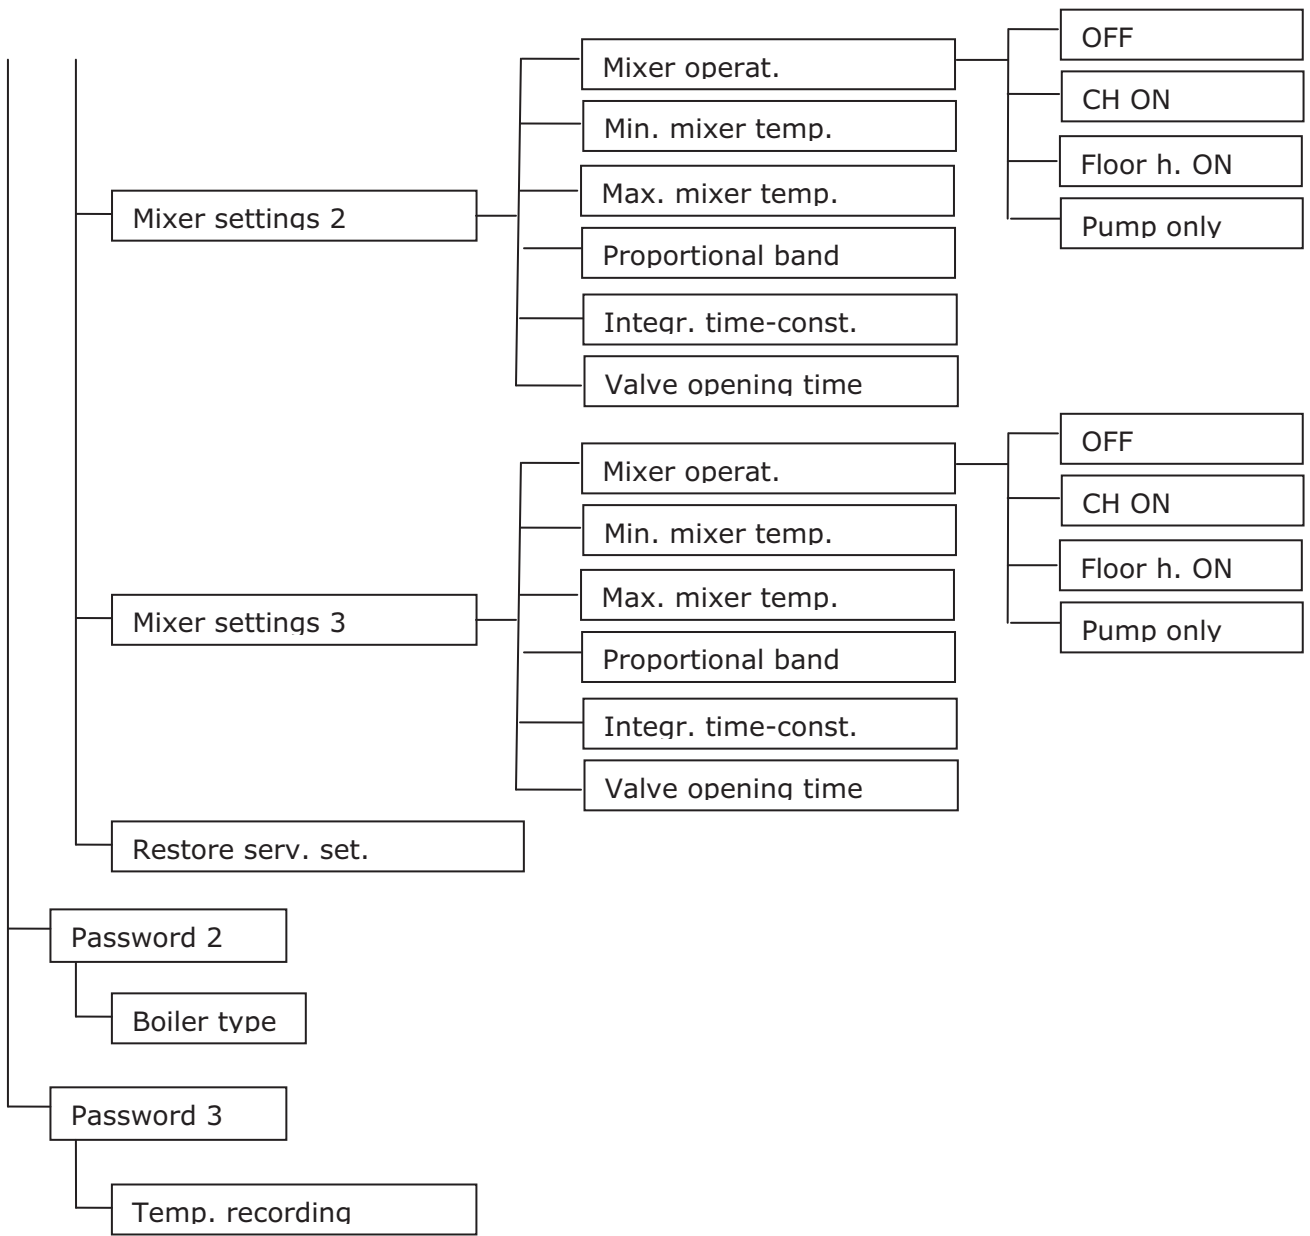 OFF
Mixer operat.
CH ON
Min. mixer temp.
Floor h. ON
Max. mixer temp.
Mixer settings 2
Pump only
Proportional band
Integr. time-const.
Valve opening time
OFF
Mixer operat.
CH ON
Min. mixer temp.
Floor h. ON
Max. mixer temp.
Mixer settings 3
Pump only
Proportional band
Integr. time-const.
Valve opening time
Restore serv. set.
Password 2
Boiler type
Password 3
Temp. recording